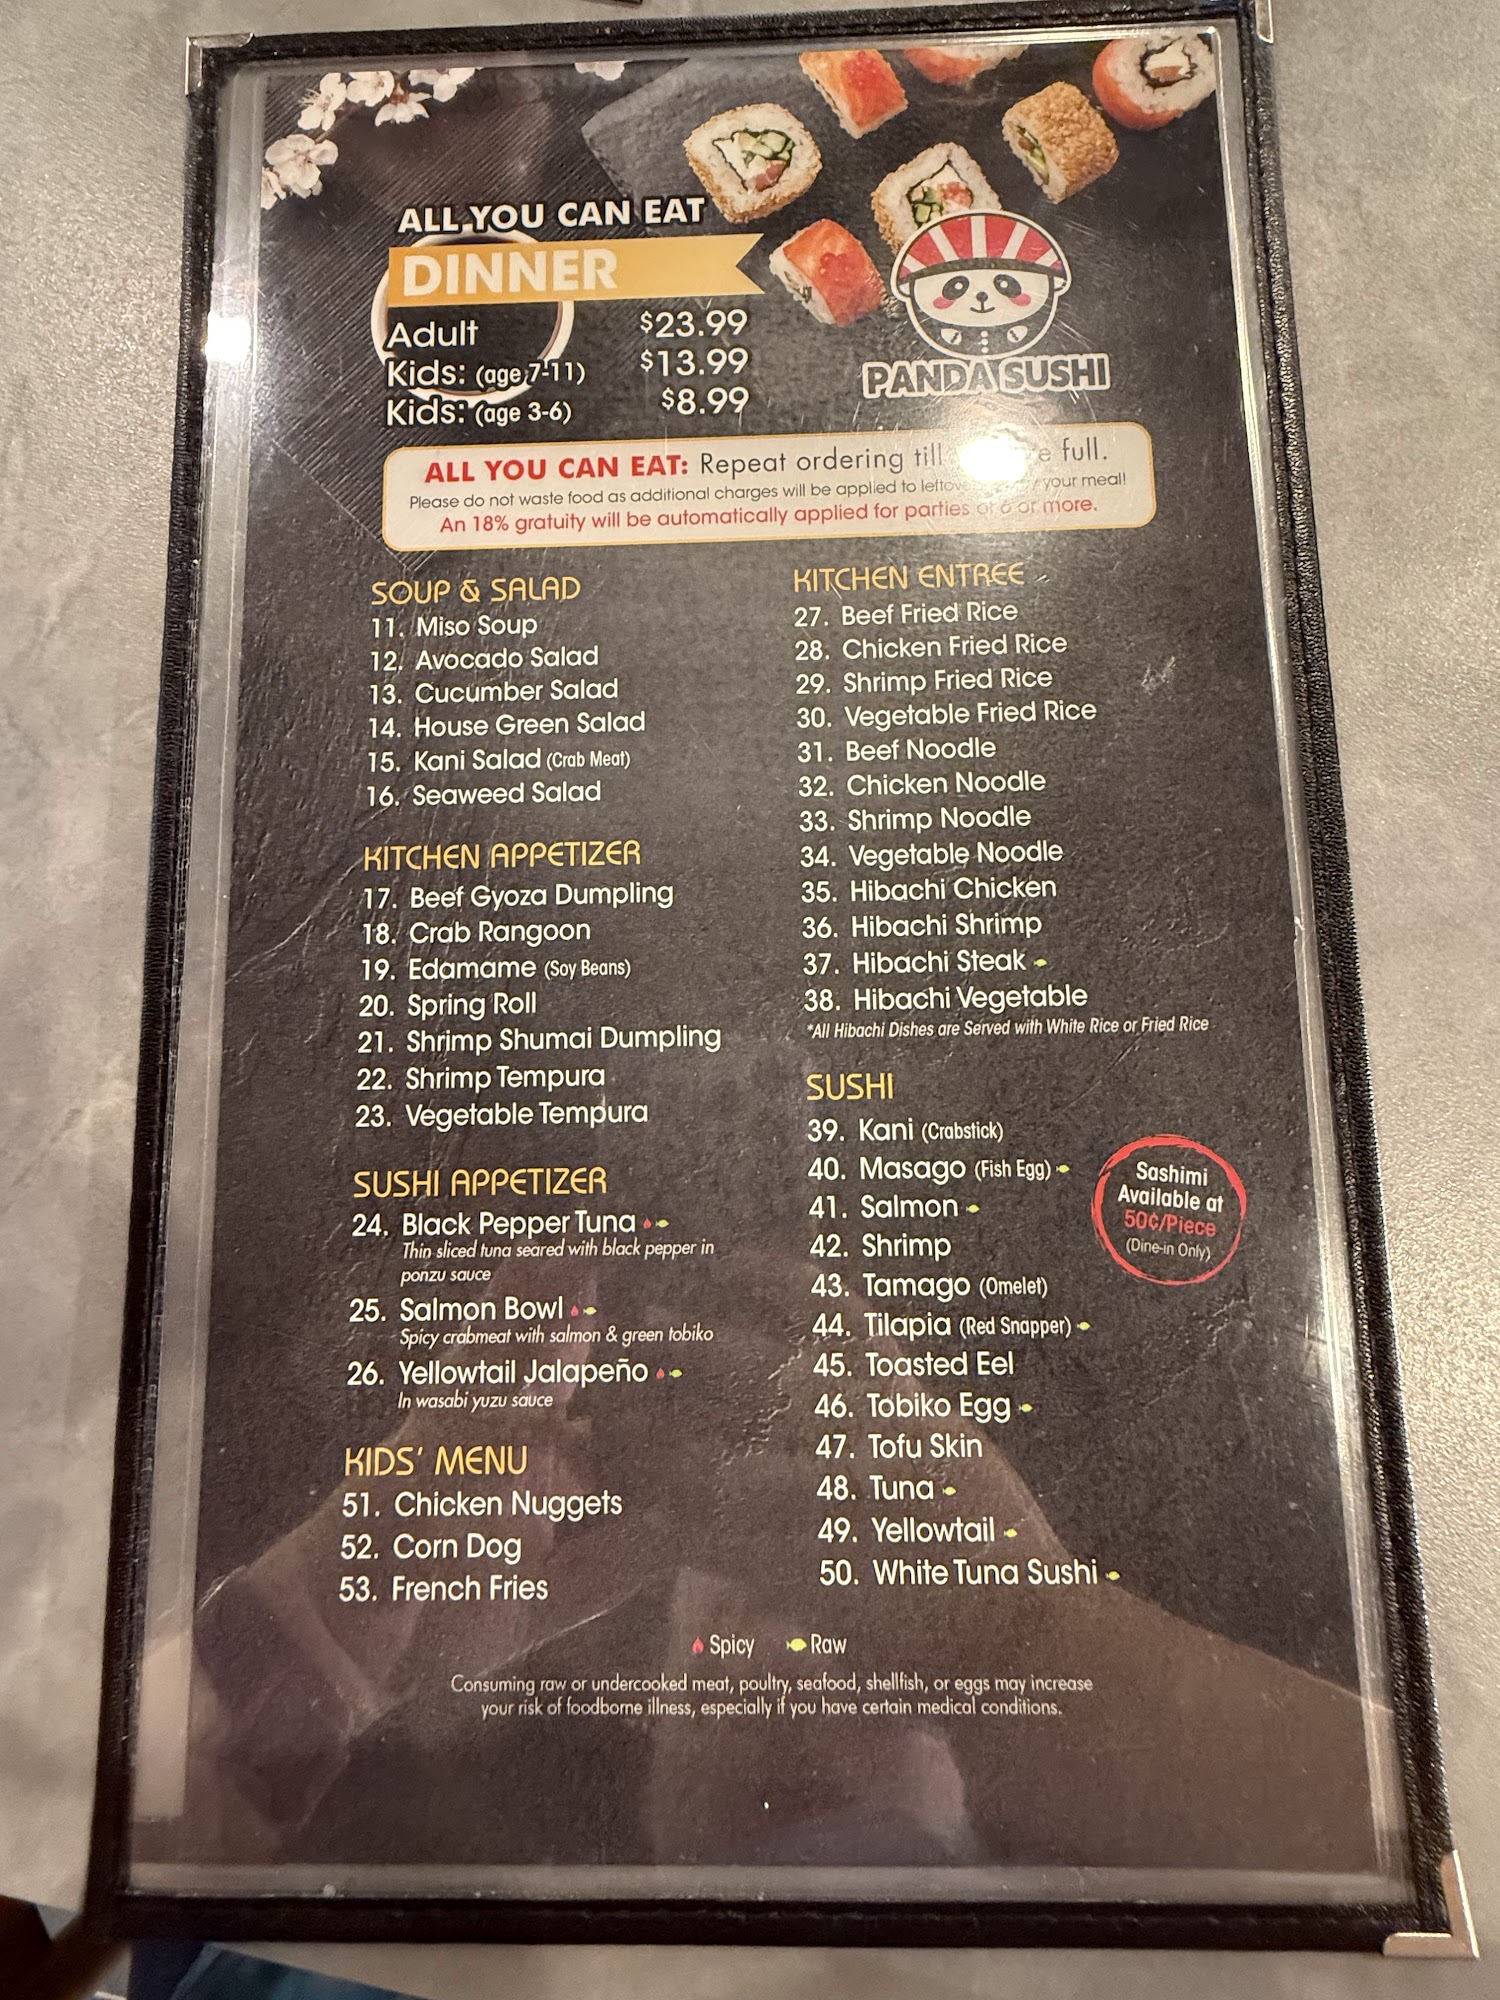 ALL YOU CAN EAT
DINNER
Adult $23.99
Kids: (age 7-11) $13.99
Kids: (age 3-6) $8.99
PANDA SUSHI
ALL YOU CAN EAT: Repeat ordering till full.
Please do not waste food as additional charges will be applied to your meal!
An 18% gratuity will be automatically applied for parties of 6 or more.
SOUP & SALAD
11. Miso Soup
12. Avocado Salad
13. Cucumber Salad
14. House Green Salad
15. Kani Salad (Crab Meat)
16. Seaweed Salad
KITCHEN APPETIZER
17. Beef Gyoza Dumpling
18. Crab Rangoon
19. Edamame (Soy Beans)
20. Spring Roll
21. Shrimp Shumai Dumpling
22. Shrimp Tempura
23. Vegetable Tempura
SUSHI APPETIZER
24. Black Pepper Tuna
Thin sliced tuna seared with black pepper in
ponzu sauce
25. Salmon Bowl
Spicy crabmeat with salmon & green tobiko
26. Yellowtail Jalapeño
In wasabi yuzu sauce
KIDS' MENU
51. Chicken Nuggets
52. Corn Dog
53. French Fries
KITCHEN ENTREE
27. Beef Fried Rice
28. Chicken Fried Rice
29. Shrimp Fried Rice
30. Vegetable Fried Rice
31. Beef Noodle
32. Chicken Noodle
33. Shrimp Noodle
34. Vegetable Noodle
35. Hibachi Chicken
36. Hibachi Shrimp
37. Hibachi Steak
38. Hibachi Vegetable
*All Hibachi Dishes are Served with White Rice or Fried Rice
SUSHI
39. Kani (Crabstick)
40. Masago (Fish Egg)
41. Salmon
42. Shrimp
43. Tamago (Omelet)
44. Tilapia (Red Snapper)
45. Toasted Eel
46. Tobiko Egg
47. Tofu Skin
48. Tuna
49. Yellowtail
50. White Tuna Sushi
Sashimi
Available at
50¢/Piece
(Dine-in Only)
Spicy Raw
Consuming raw or undercooked meat, poultry, seafood, shellfish, or eggs may increase
your risk of foodborne illness, especially if you have certain medical conditions.